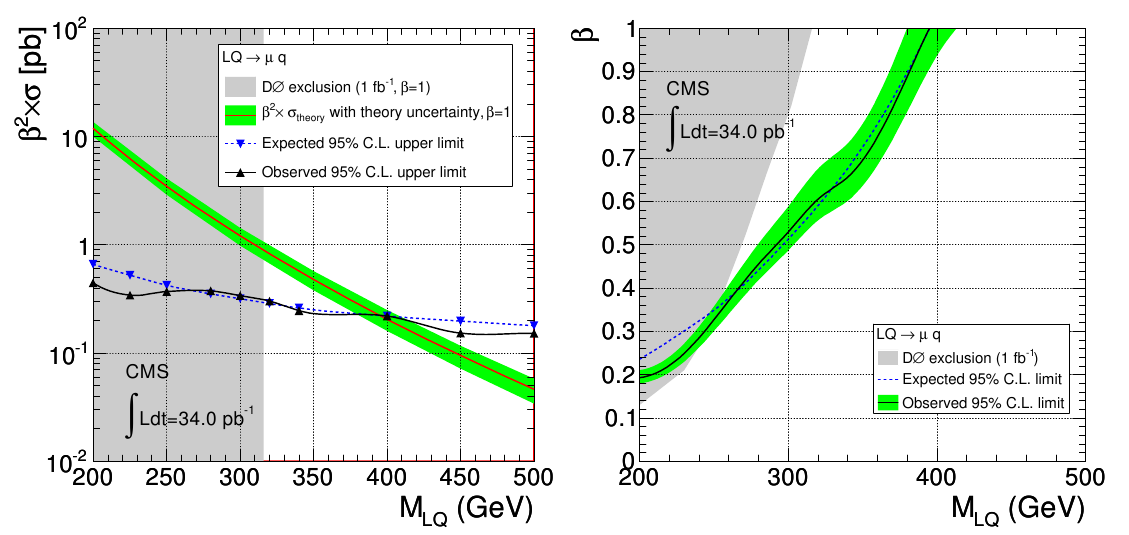 β²×σ [pb]
10²
10
1
10⁻¹
10⁻²
LQ → μ q
DØ exclusion (1 fb⁻¹, β=1)
β²× σ_theory with theory uncertainty, β=1
Expected 95% C.L. upper limit
Observed 95% C.L. upper limit
CMS
∫Ldt=34.0 pb⁻¹
200 250 300 350 400 450 500
M_LQ (GeV)
β
1
0.9
0.8
0.7
0.6
0.5
0.4
0.3
0.2
0.1
0
CMS
∫Ldt=34.0 pb⁻¹
LQ → μ q
DØ exclusion (1 fb⁻¹)
Expected 95% C.L. limit
Observed 95% C.L. limit
200 300 400 500
M_LQ (GeV)